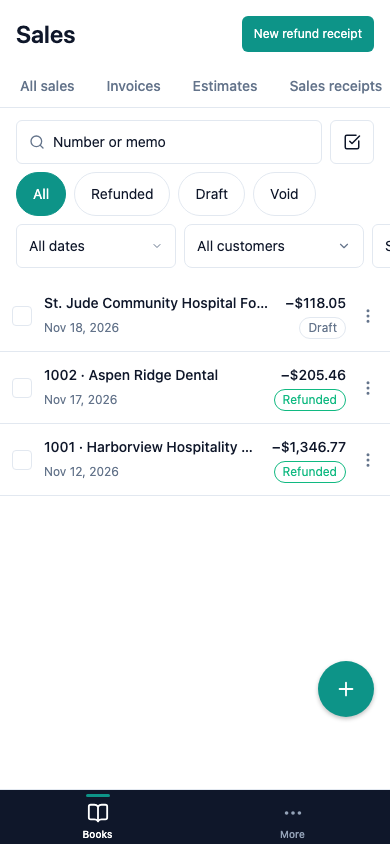 Sales
New refund receipt
All sales Invoices Estimates Sales receipts
Number or memo
All Refunded Draft Void
All dates All customers S
St. Jude Community Hospital Fo... –$118.05
Nov 18, 2026 Draft
1002 · Aspen Ridge Dental –$205.46
Nov 17, 2026 Refunded
1001 · Harborview Hospitality ... –$1,346.77
Nov 12, 2026 Refunded
Books More